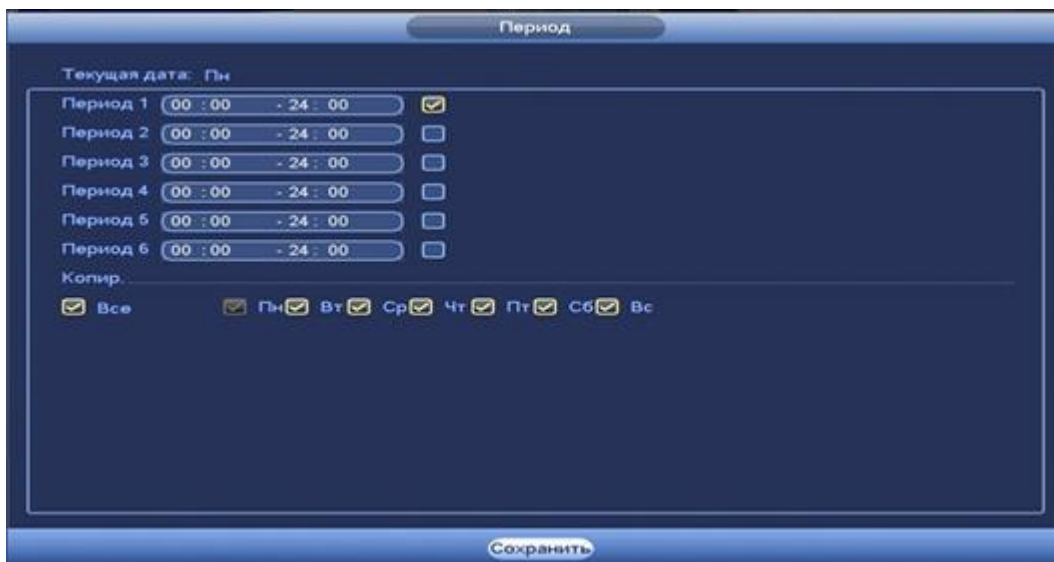 Период
Текущая дата: Пн
Период 1 00 : 00 - 24 : 00
Период 2 00 : 00 - 24 : 00
Период 3 00 : 00 - 24 : 00
Период 4 00 : 00 - 24 : 00
Период 5 00 : 00 - 24 : 00
Период 6 00 : 00 - 24 : 00
Копир.
Все Пн Вт Ср Чт Пт Сб Вс
Сохранить